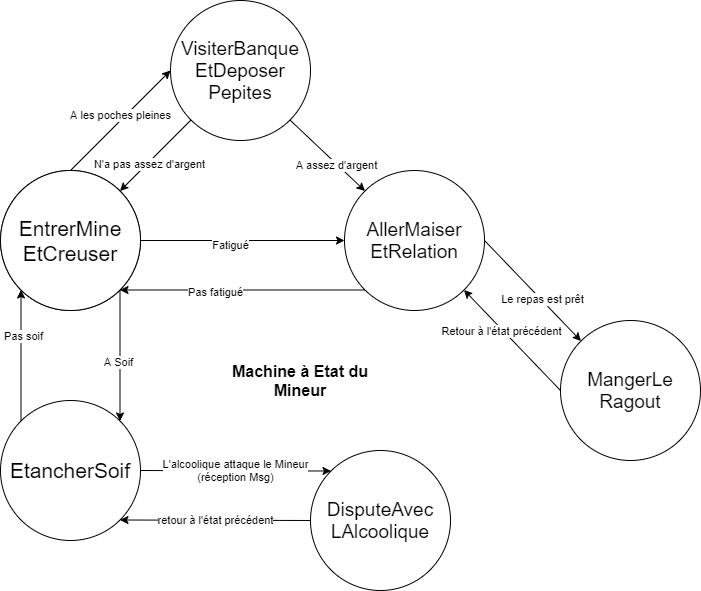 VisiterBanque
EtDeposer
Pepites
A les poches pleines
N'a pas assez d'argent
A assez d'argent
EntrerMine
EtCreuser
Fatigué
AllerMaiser
EtRelation
Pas fatigué
Le repas est prêt
Retour à l'état précédent
Pas soif
A Soif
Machine à Etat du
Mineur
MangerLe
Ragout
EtancherSoif
L'alcoolique attaque le Mineur
(réception Msg)
retour à l'état précédent
DisputeAvec
LAlcoolique